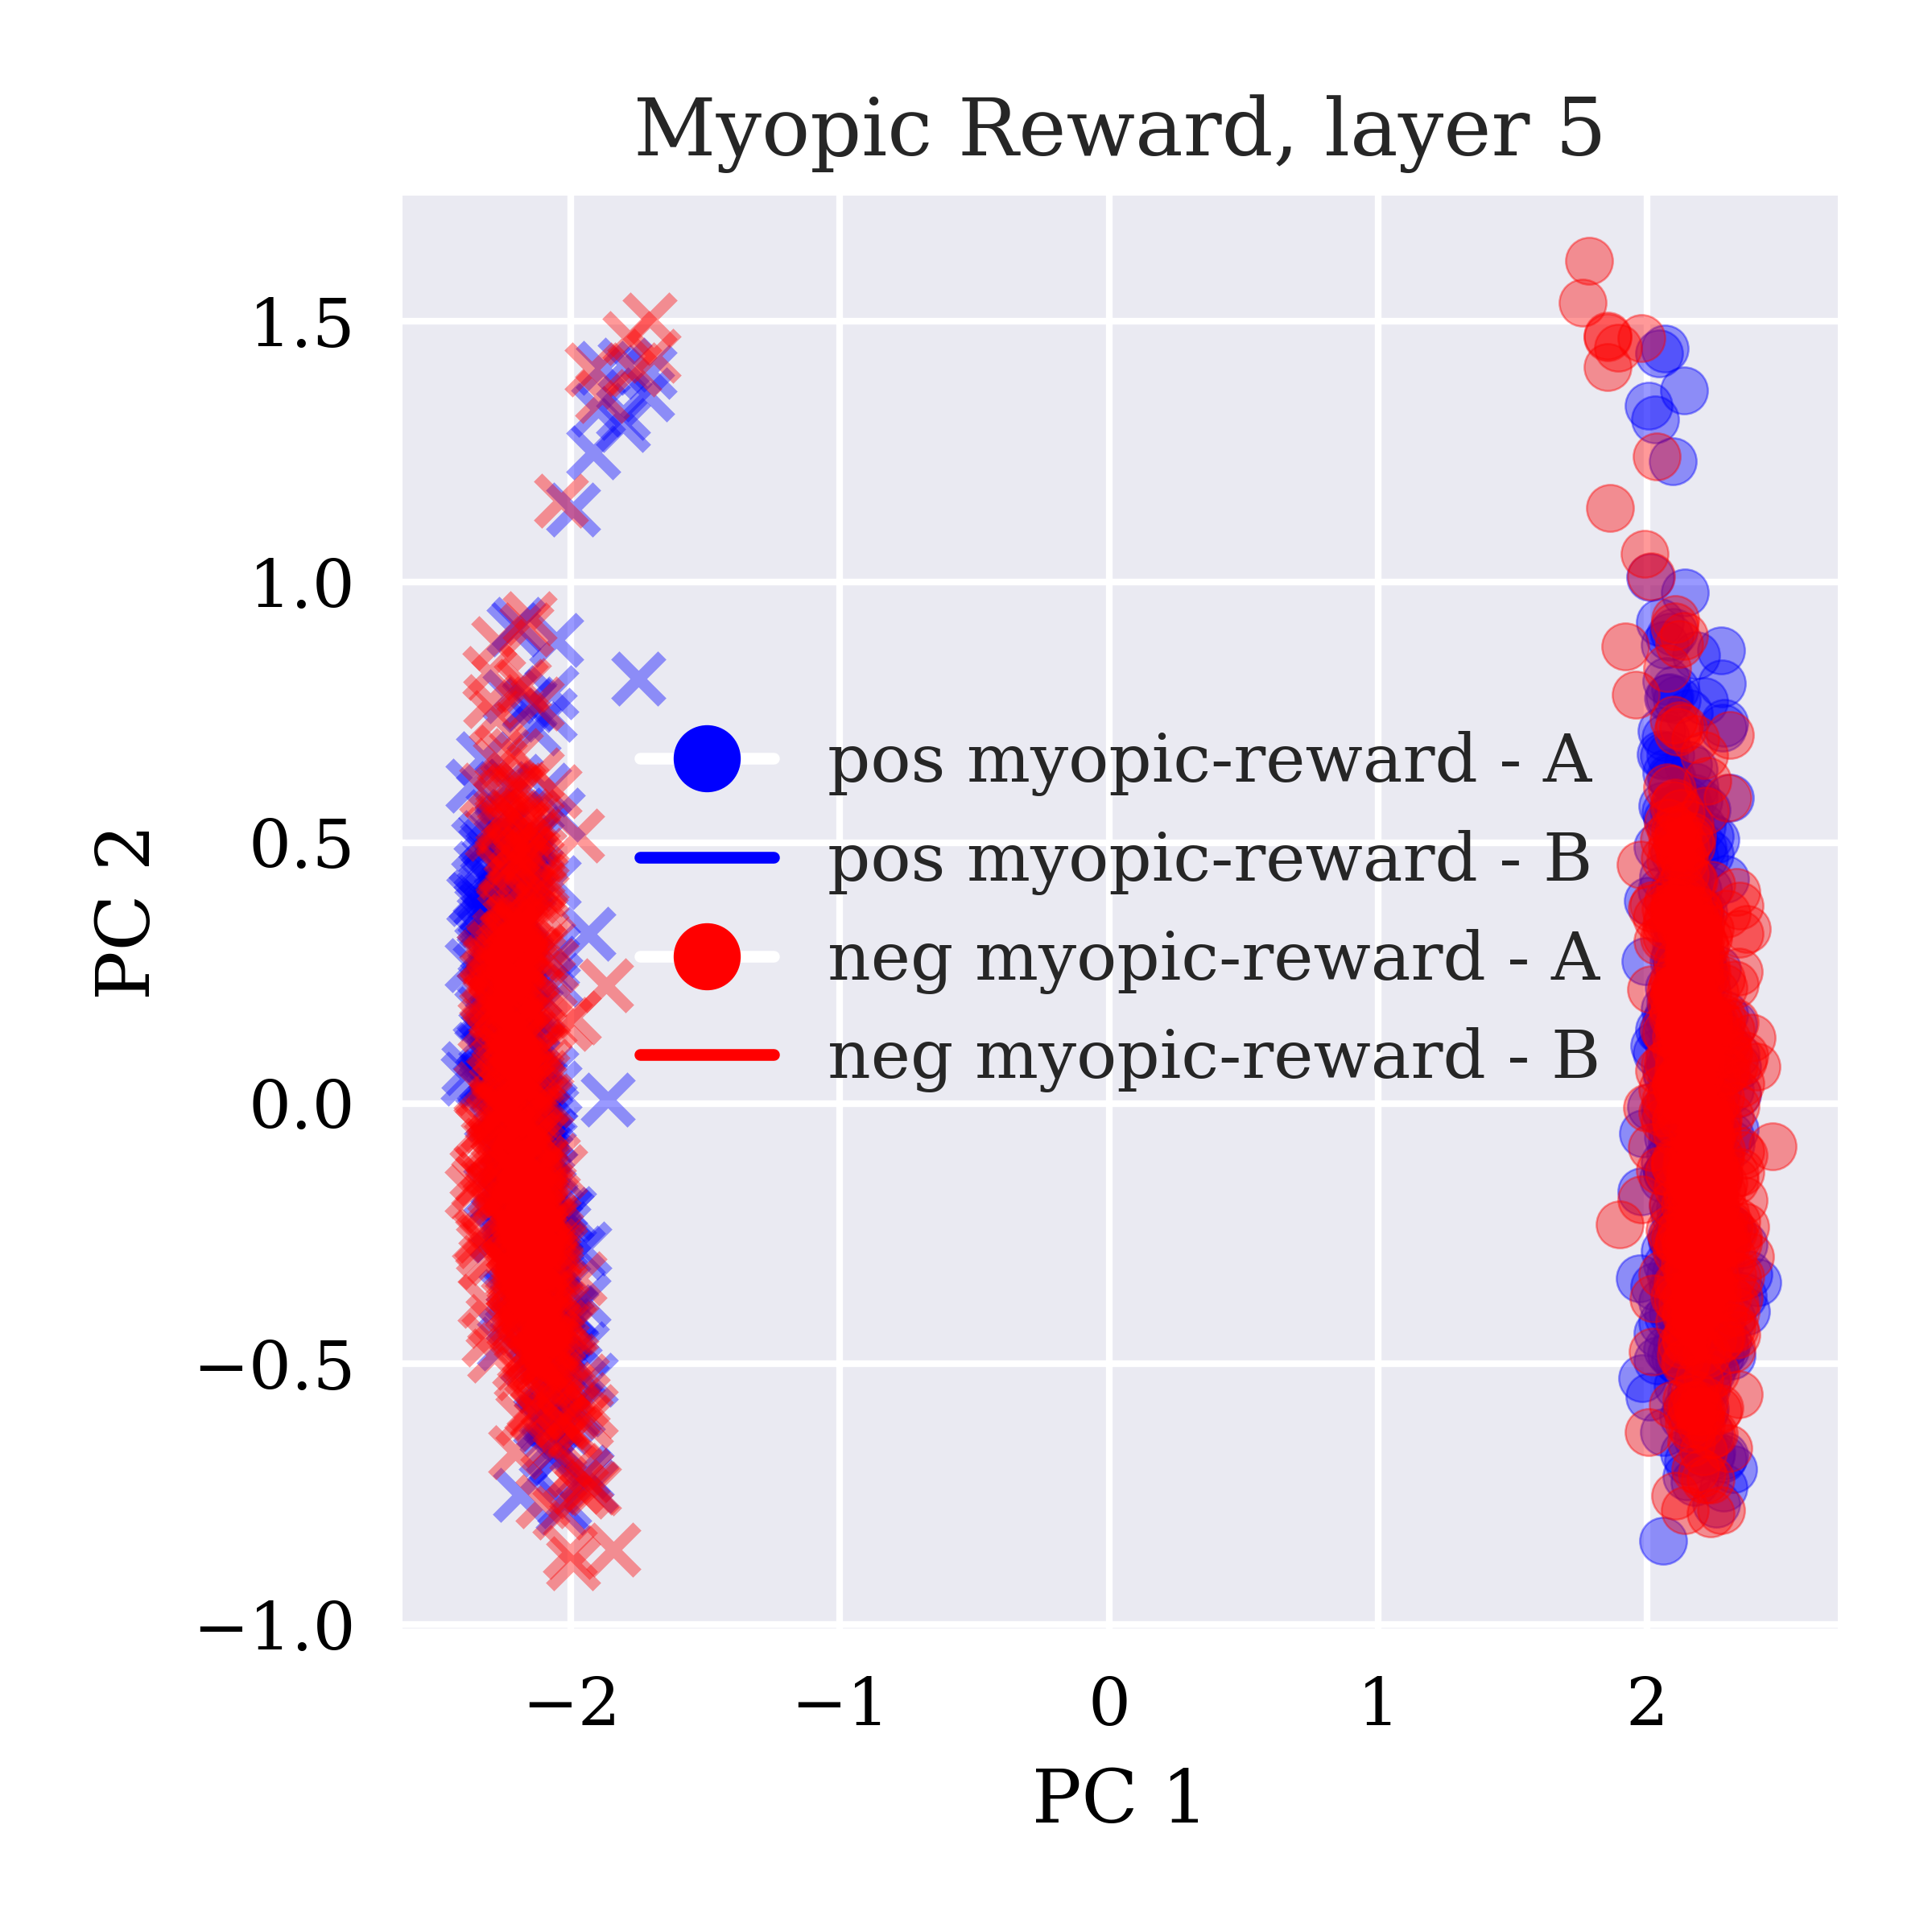 Myopic Reward, layer 5
1.5
1.0
0.5
0.0
−0.5
−1.0
PC 2
pos myopic-reward - A
pos myopic-reward - B
neg myopic-reward - A
neg myopic-reward - B
−2 −1 0 1 2
PC 1